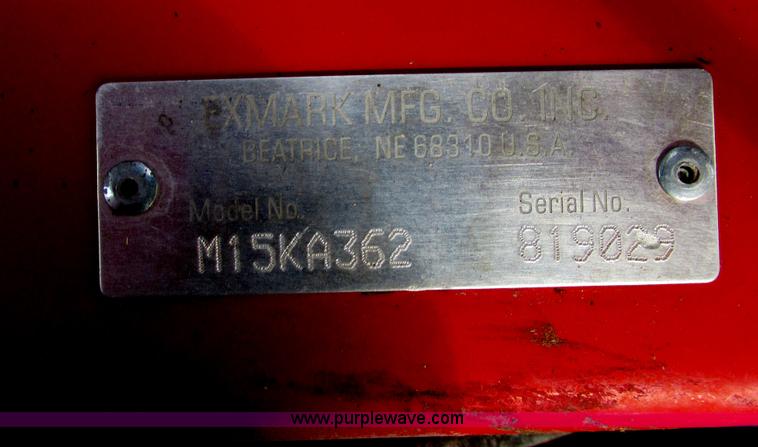 EXMARK MFG. CO. INC.
BEATRICE, NE 68310 U.S.A.
Model No. Serial No.
M15KA362 819029
www.purplewave.com